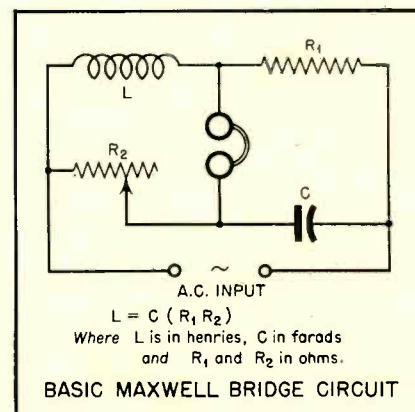 L
R₁
R₂
C
~
A.C. INPUT
L = C ( R₁ R₂ )
Where L is in henries, C in farads
and R₁ and R₂ in ohms.
BASIC MAXWELL BRIDGE CIRCUIT